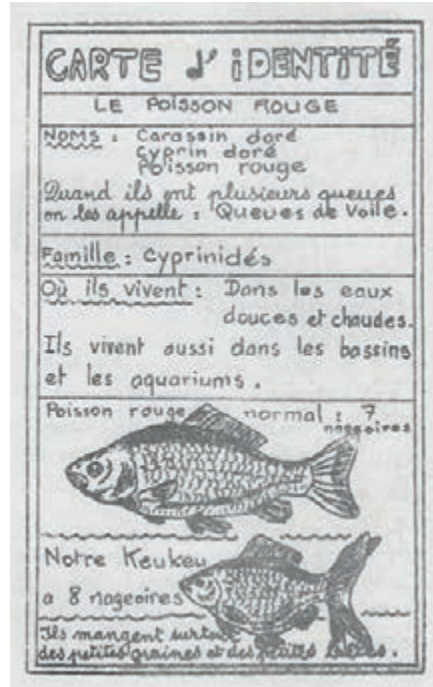 CARTE d'iDENTiTÉ
LE POISSON ROUGE
NOMS : Carassin doré
Cyprin doré
Poisson rouge
Quand ils ont plusieurs queues
on les appelle : Queues de Voile.
Famille : Cyprinidés
Où ils vivent : Dans les eaux
douces et chaudes.
Ils vivent aussi dans les bassins
et les aquariums.
Poisson rouge normal : 7
nageoires
Notre Keukeu
a 8 nageoires
Ils mangent surtout
des petites graines et des petits